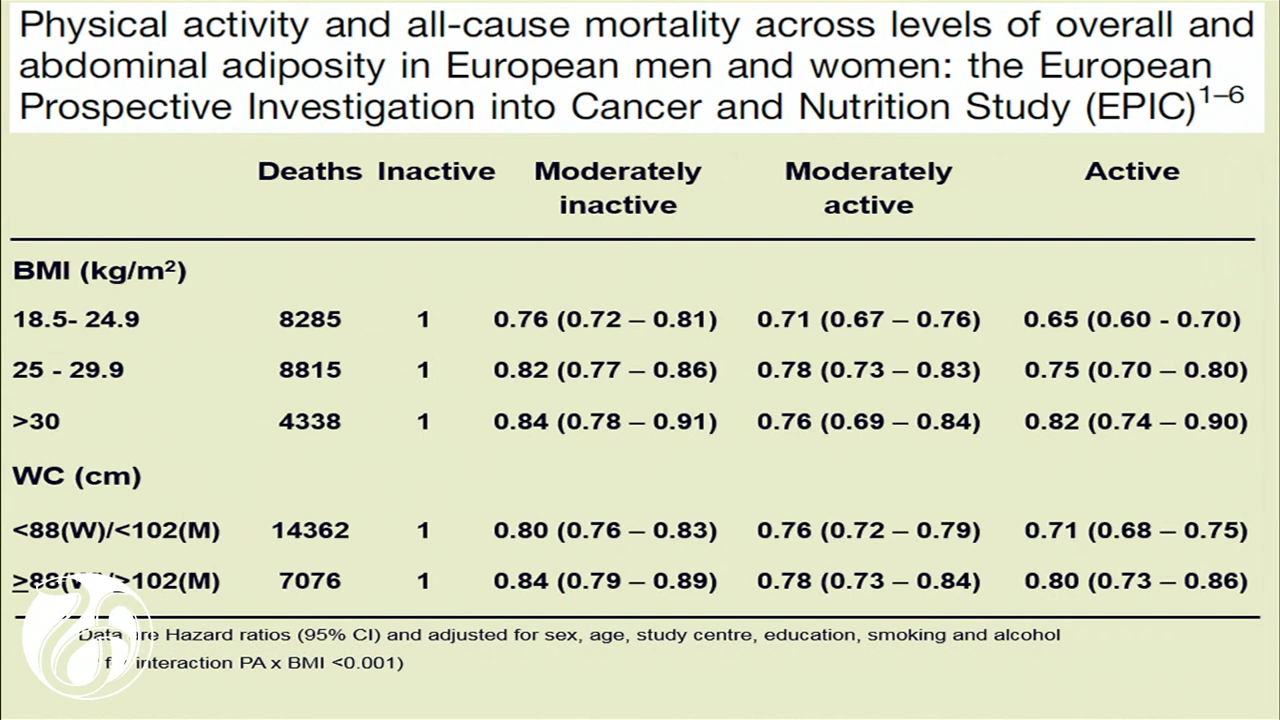 Physical activity and all-cause mortality across levels of overall and
abdominal adiposity in European men and women: the European
Prospective Investigation into Cancer and Nutrition Study (EPIC)1–6
Deaths Inactive Moderately inactive Moderately active Active
BMI (kg/m²)
18.5- 24.9 8285 1 0.76 (0.72 – 0.81) 0.71 (0.67 – 0.76) 0.65 (0.60 - 0.70)
25 - 29.9 8815 1 0.82 (0.77 – 0.86) 0.78 (0.73 – 0.83) 0.75 (0.70 – 0.80)
>30 4338 1 0.84 (0.78 – 0.91) 0.76 (0.69 – 0.84) 0.82 (0.74 – 0.90)
WC (cm)
<88(W)/<102(M) 14362 1 0.80 (0.76 – 0.83) 0.76 (0.72 – 0.79) 0.71 (0.68 – 0.75)
≥88(W)/≥102(M) 7076 1 0.84 (0.79 – 0.89) 0.78 (0.73 – 0.84) 0.80 (0.73 – 0.86)
Data are Hazard ratios (95% CI) and adjusted for sex, age, study centre, education, smoking and alcohol
for interaction PA x BMI <0.001)